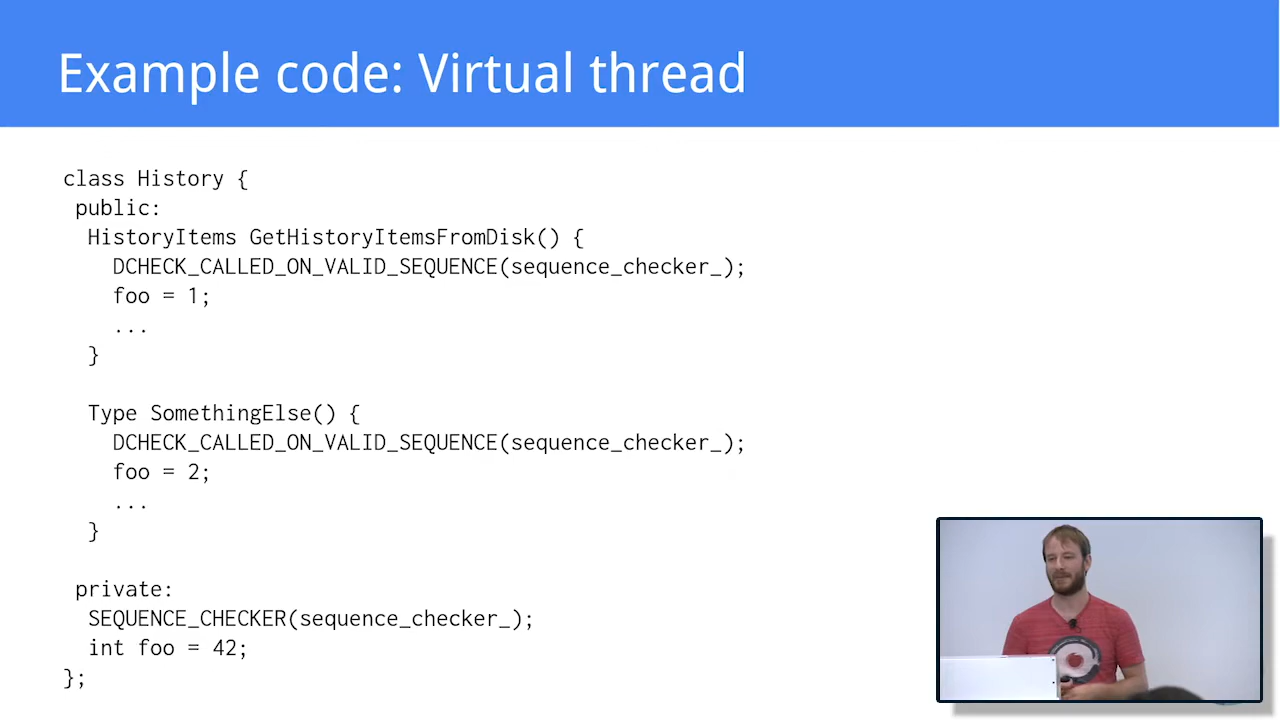 Example code: Virtual thread
class History {
public:
HistoryItems GetHistoryItemsFromDisk() {
DCHECK_CALLED_ON_VALID_SEQUENCE(sequence_checker_);
foo = 1;
...
}
Type SomethingElse() {
DCHECK_CALLED_ON_VALID_SEQUENCE(sequence_checker_);
foo = 2;
...
}
private:
SEQUENCE_CHECKER(sequence_checker_);
int foo = 42;
};